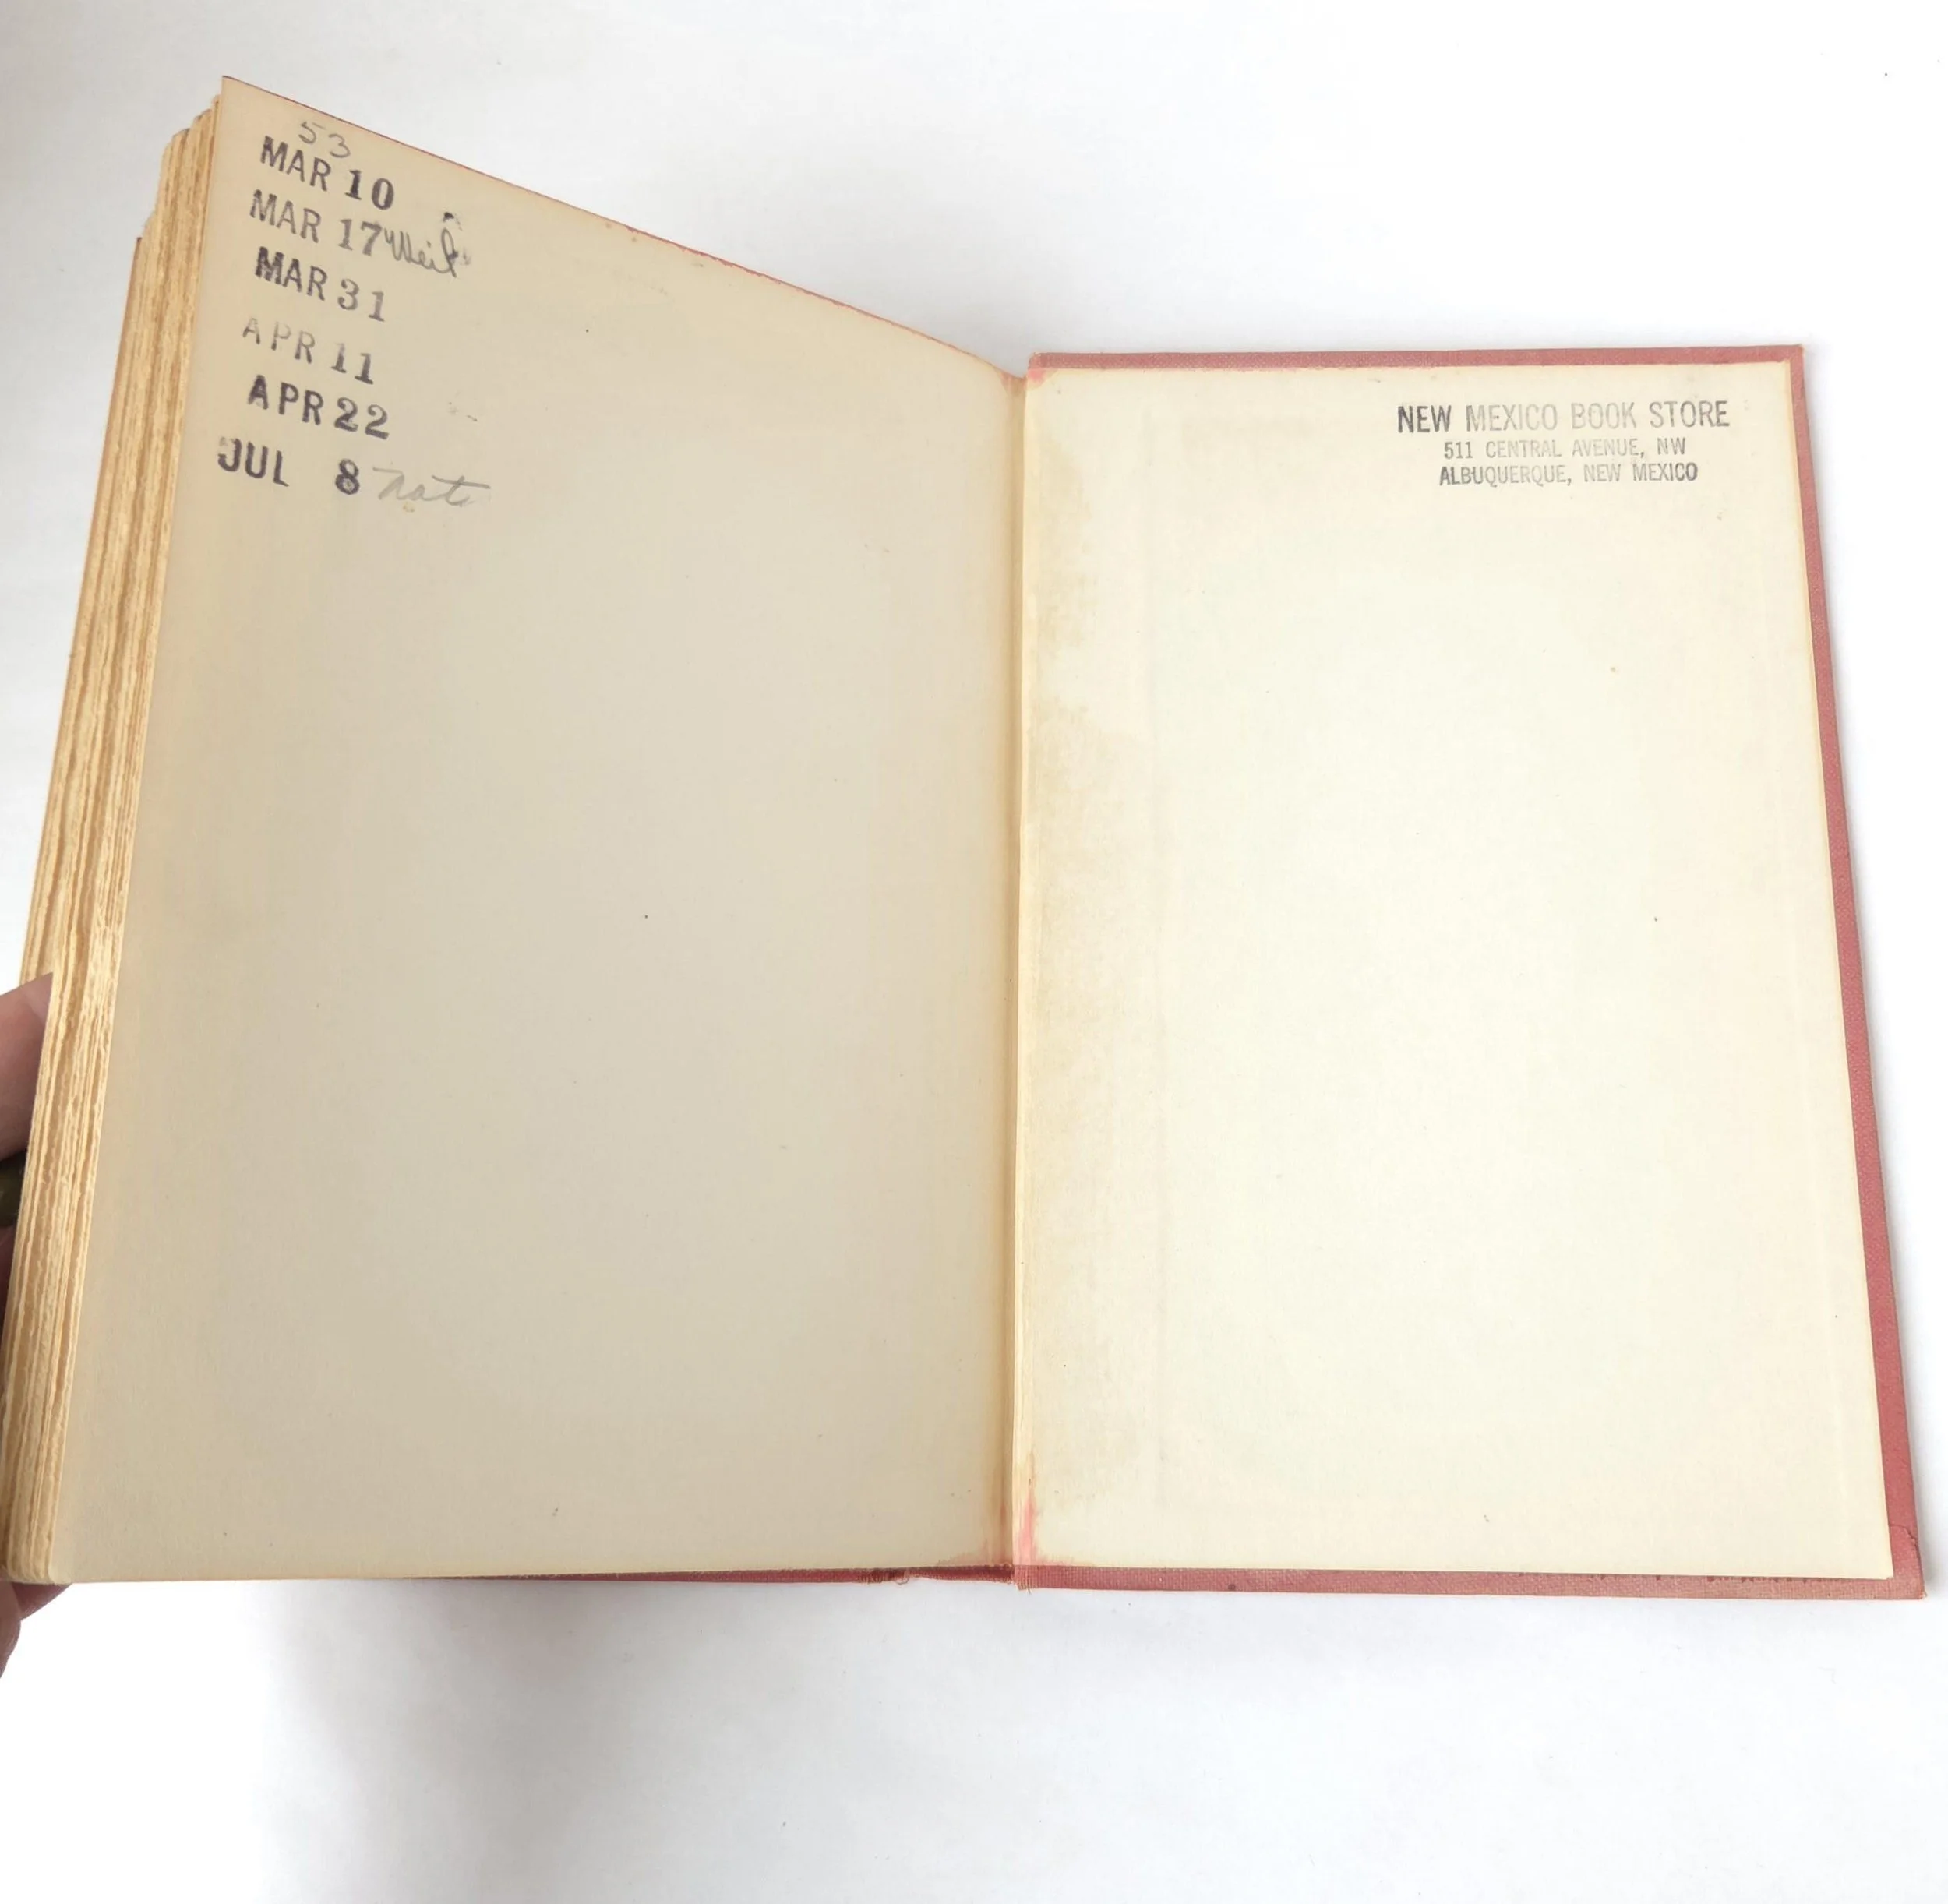 53
MAR 10
MAR 17
MAR 31
APR 11
APR 22
JUL 8
NEW MEXICO BOOK STORE
511 CENTRAL AVENUE, NW
ALBUQUERQUE, NEW MEXICO